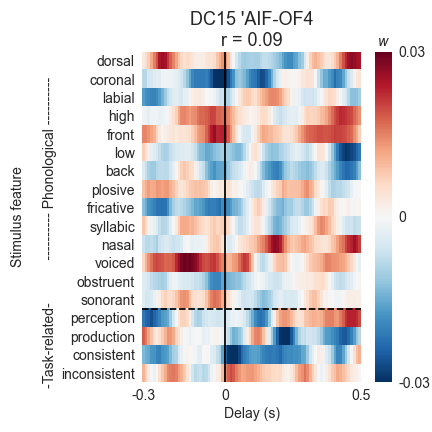 DC15 'AIF-OF4
r = 0.09
w
dorsal
coronal
labial
high
front
low
back
plosive
fricative
syllabic
nasal
voiced
obstruent
sonorant
perception
production
consistent
inconsistent
Stimulus feature
-Task-related- ---------- Phonological ----------
0.03
0
-0.03
-0.3
0
0.5
Delay (s)